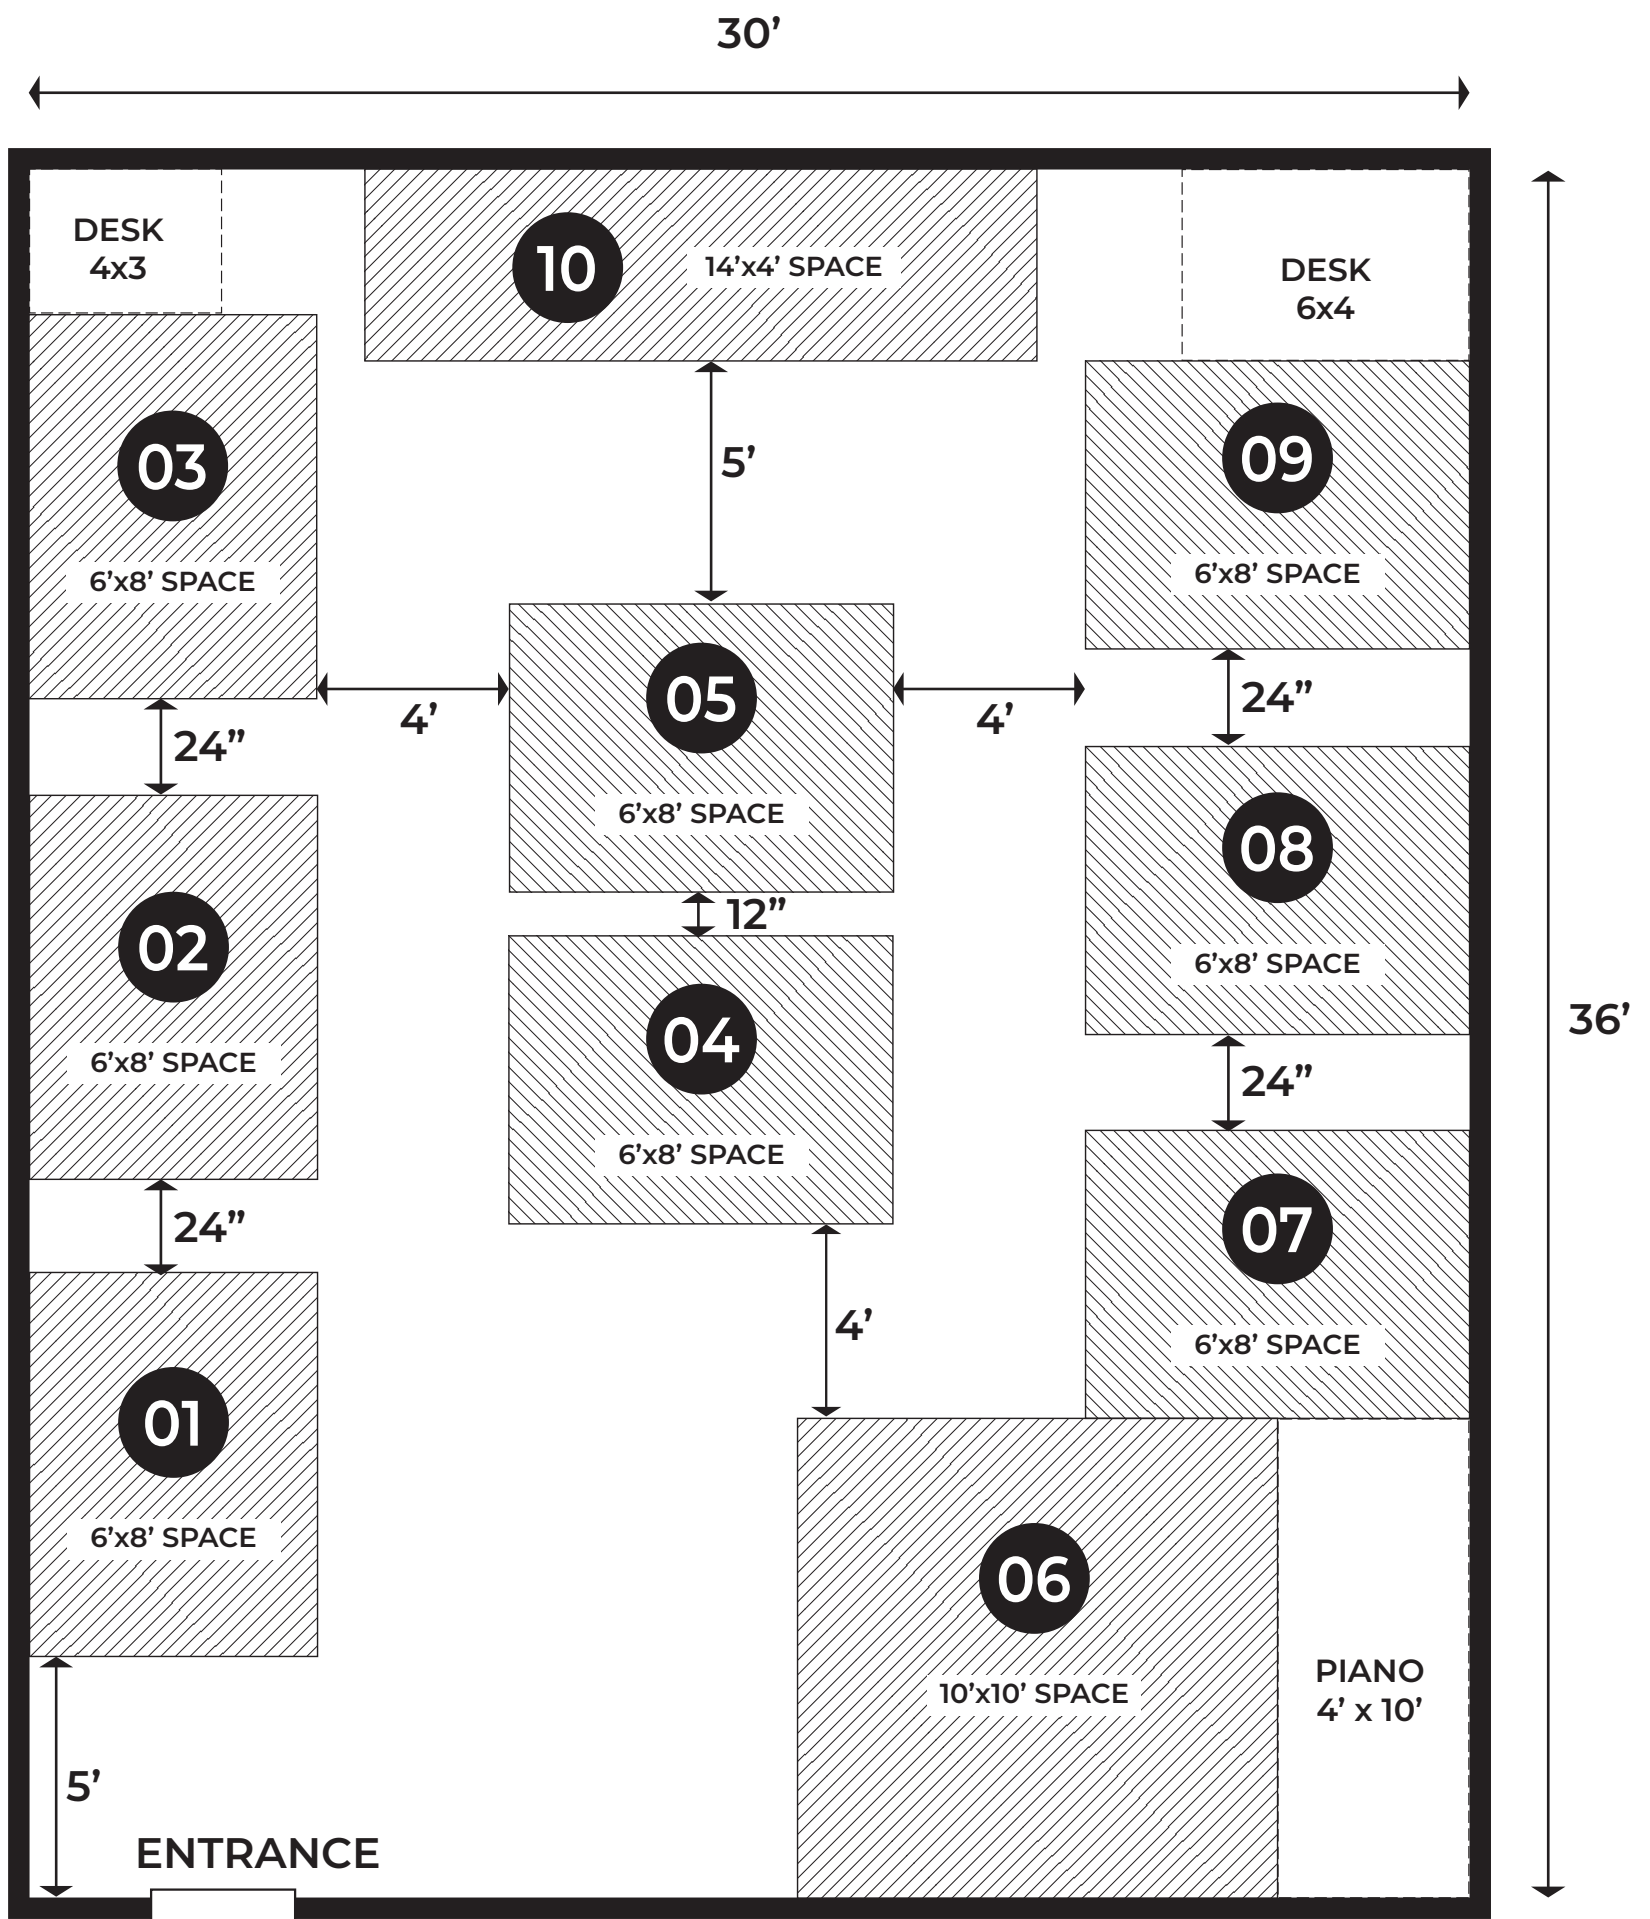 30’
DESK
4x3
10
14’x4’ SPACE
DESK
6x4
03
6’x8’ SPACE
5’
09
6’x8’ SPACE
4’
05
6’x8’ SPACE
4’
24”
24”
02
6’x8’ SPACE
12”
08
6’x8’ SPACE
36’
04
6’x8’ SPACE
24”
24”
07
6’x8’ SPACE
4’
01
6’x8’ SPACE
06
10’x10’ SPACE
PIANO
4’ x 10’
5’
ENTRANCE